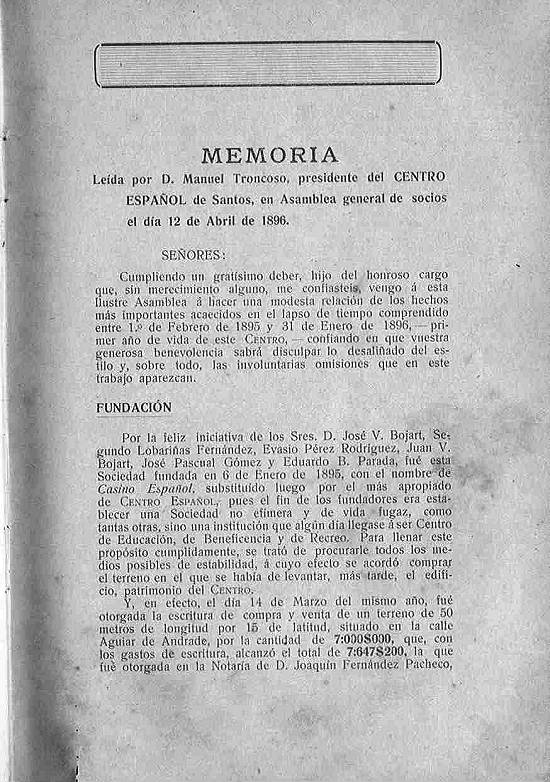 MEMORIA
Leída por D. Manuel Troncoso, presidente del CENTRO
ESPAÑOL de Santos, en Asamblea general de socios
el día 12 de Abril de 1896.
SEÑORES:
Cumpliendo un gratísimo deber, hijo del honroso cargo
que, sin merecimiento alguno, me confiasteis, vengo á esta
Ilustre Asamblea á hacer una modesta relación de los hechos
más importantes acaecidos en el lapso de tiempo comprendido
entre 1.º de Febrero de 1895 y 31 de Enero de 1896, — pri-
mer año de vida de este CENTRO, — confiando en que vuestra
generosa benevolencia sabrá disculpar lo desaliñado del es-
tilo y, sobre todo, las involuntarias omisiones que en este
trabajo aparezcan.
FUNDACIÓN
Por la feliz iniciativa de los Sres. D. José V. Bojart, Se-
gundo Lobariñas Fernández, Evasio Pérez Rodríguez, Juan V.
Bojart, José Pascual Gómez y Eduardo B. Parada, fué esta
Sociedad fundada en 6 de Enero de 1895, con el nombre de
Casino Español, substituído luego por el más apropiado
de CENTRO ESPAÑOL, pues el fin de los fundadores era esta-
blecer una Sociedad no efímera y de vida fugaz, como
tantas otras, sino una institución que algún día llegase á ser Centro
de Educación, de Beneficencia y de Recreo. Para llenar este
propósito cumplidamente, se trató de procurarle todos los me-
dios posibles de estabilidad, á cuyo efecto se acordó comprar
el terreno en el que se había de levantar, más tarde, el edifi-
cio, patrimonio del CENTRO.
Y, en efecto, el día 14 de Marzo del mismo año, fué
otorgada la escritura de compra y venta de un terreno de 50
metros de longitud por 15 de latitud, situado en la calle
Aguiar de Andrade, por la cantidad de 7:000$000, que, con
los gastos de escritura, alcanzó el total de 7:647$200, la que
fué otorgada en la Notaría de D. Joaquín Fernández Pacheco,